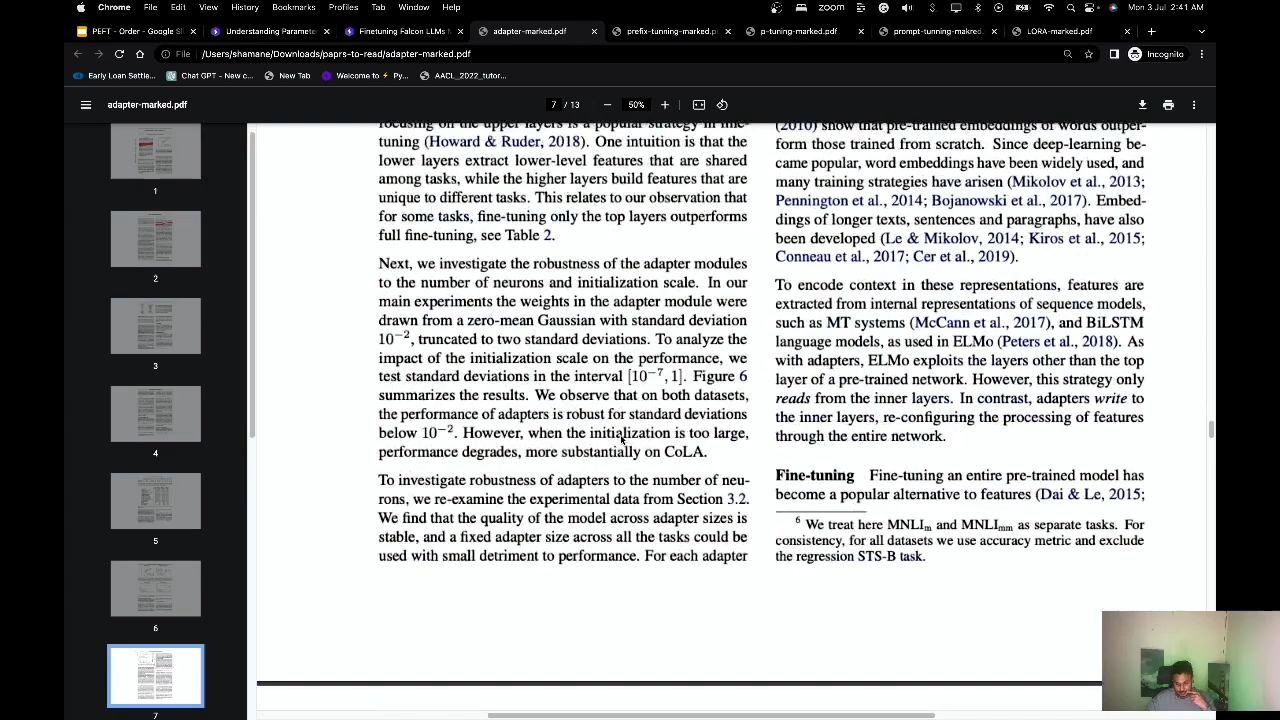 Chrome File Edit View History Bookmarks Profiles Tab Window Help
zoom
Mon 3 Jul 2:41 AM
PEFT - Order - Google Sl
Understanding Parame
Finetuning Falcon LLMs M
adapter-marked.pdf
prefix-tunning-marked.p
p-tuning-marked.pdf
prompt-tunning-makred.
LORA-marked.pdf
File /Users/shamane/Downloads/paprs-to-read/adapter-marked.pdf
Incognito
Early Loan Settle...
Chat GPT - New c...
New Tab
Welcome to ⚡ Py...
AACL_2022_tutor...
adapter-marked.pdf
7 / 13
50%
1
2
3
4
5
6
7
tuning (Howard & Ruder, 20 Our intuition is that the
lower layers extract lower-level features that are shared
among tasks, while the higher layers build features that are
unique to different tasks. This relates to our observation that
for some tasks, fine-tuning only the top layers outperforms
full fine-tuning, see Table 2.
Next, we investigate the robustness of the adapter modules
to the number of neurons and initialization scale. In our
main experiments the weights in the adapter module were
drawn from a zero-mean Gaussian with standard deviation
10⁻², truncated to two standard deviations. To analyze the
impact of the initialization scale on the performance, we
test standard deviations in the interval [10⁻⁷, 1]. Figure 6
summarizes the results. We observe that on both datasets,
the performance of adapters is robust for standard deviations
below 10⁻². However, when the initialization is too large,
performance degrades, more substantially on CoLA.
To investigate robustness of adapters to the number of neu-
rons, we re-examine the experimental data from Section 3.2.
We find that the quality of the model across adapter sizes is
stable, and a fixed adapter size across all the tasks could be
used with small detriment to performance. For each adapter
2010) show that pre-trained embeddings of words outper-
form those trained from scratch. Since deep-learning be-
came popular, word embeddings have been widely used, and
many training strategies have arisen (Mikolov et al., 2013;
Pennington et al., 2014; Bojanowski et al., 2017). Embed-
dings of longer texts, sentences and paragraphs, have also
been developed (Le & Mikolov, 2014; Kiros et al., 2015;
Conneau et al., 2017; Cer et al., 2019).
To encode context in these representations, features are
extracted from internal representations of sequence models,
such as MT systems (McCann et al., 2017), and BiLSTM
language models, as used in ELMo (Peters et al., 2018). As
with adapters, ELMo exploits the layers other than the top
layer of a pre-trained network. However, this strategy only
reads from the inner layers. In contrast, adapters write to
the inner layers, re-configuring the processing of features
through the entire network.
Fine-tuning Fine-tuning an entire pre-trained model has
become a popular alternative to features (Dai & Le, 2015;
⁶ We treat here MNLIₘ and MNLIₘₘ as separate tasks. For
consistency, for all datasets we use accuracy metric and exclude
the regression STS-B task.